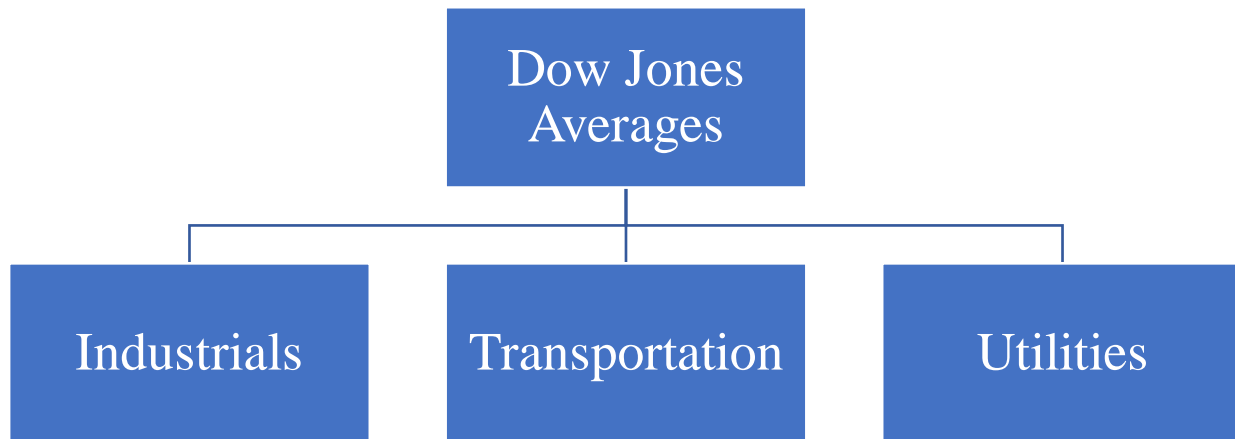 Dow Jones
Averages
Industrials
Transportation
Utilities